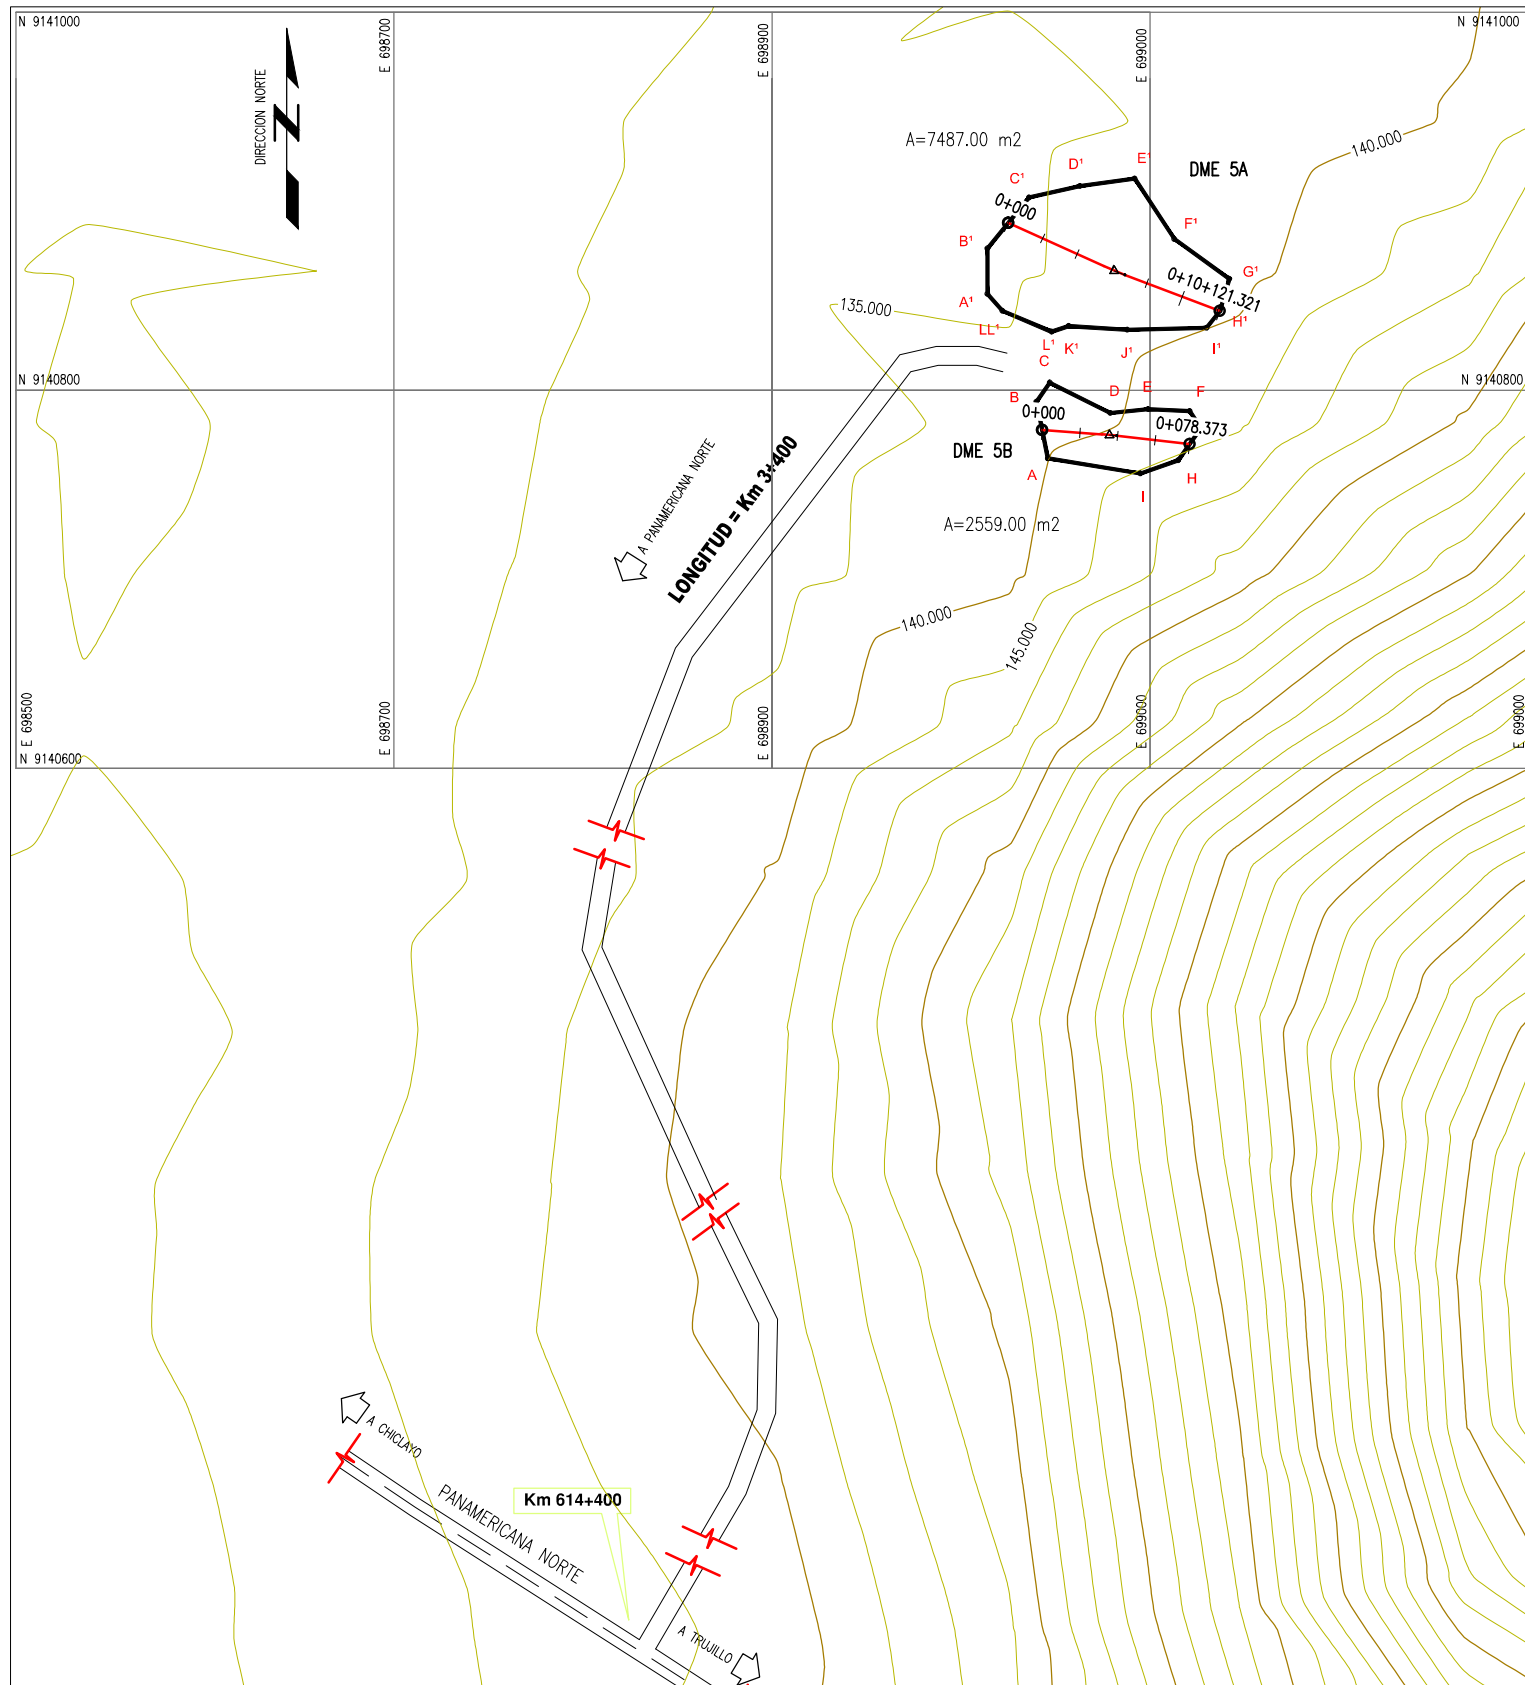 N 9141000
E 698700
E 698900
E 699000
N 9141000
DIRECCION NORTE
N
140.000
A=7487.00 m2
DME 5A
C¹
D¹
E¹
0+000
F¹
B¹
G¹
0+10+121.321
A¹
H¹
LL¹
L¹
K¹
J¹
I¹
135.000
N 9140800
N 9140800
C
B
D
E
F
0+000
0+078.373
DME 5B
A
I
H
A=2559.00 m2
A PANAMERICANA NORTE
LONGITUD = Km 3+400
140.000
145.000
E 698500
E 698700
E 698900
E 699000
E 699000
N 9140600
A CHICLAYO
PANAMERICANA NORTE
Km 614+400
A TRUJILLO